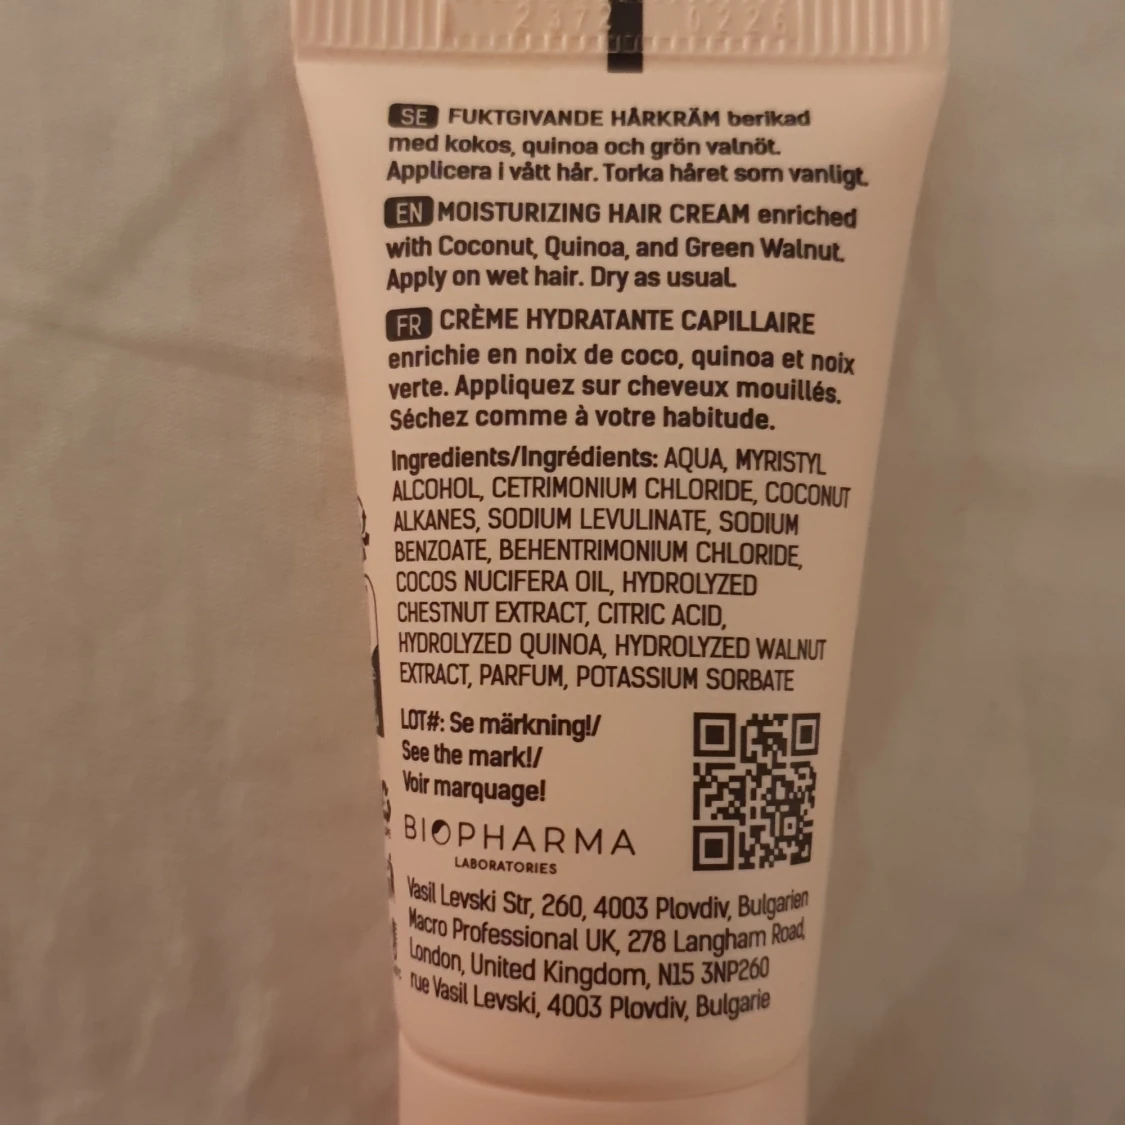 2372 0226
SE FUKTGIVANDE HÅRKRÄM berikad
med kokos, quinoa och grön valnöt.
Applicera i vått hår. Torka håret som vanligt.
EN MOISTURIZING HAIR CREAM enriched
with Coconut, Quinoa, and Green Walnut.
Apply on wet hair. Dry as usual.
FR CRÈME HYDRATANTE CAPILLAIRE
enrichie en noix de coco, quinoa et noix
verte. Appliquez sur cheveux mouillés.
Séchez comme à votre habitude.
Ingredients/Ingrédients: AQUA, MYRISTYL
ALCOHOL, CETRIMONIUM CHLORIDE, COCONUT
ALKANES, SODIUM LEVULINATE, SODIUM
BENZOATE, BEHENTRIMONIUM CHLORIDE,
COCOS NUCIFERA OIL, HYDROLYZED
CHESTNUT EXTRACT, CITRIC ACID,
HYDROLYZED QUINOA, HYDROLYZED WALNUT
EXTRACT, PARFUM, POTASSIUM SORBATE
LOT#: Se märkning!/
See the mark!/
Voir marquage!
BIOPHARMA
LABORATORIES
Vasil Levski Str, 260, 4003 Plovdiv, Bulgarien
Macro Professional UK, 278 Langham Road,
London, United Kingdom, N15 3NP260
rue Vasil Levski, 4003 Plovdiv, Bulgarie